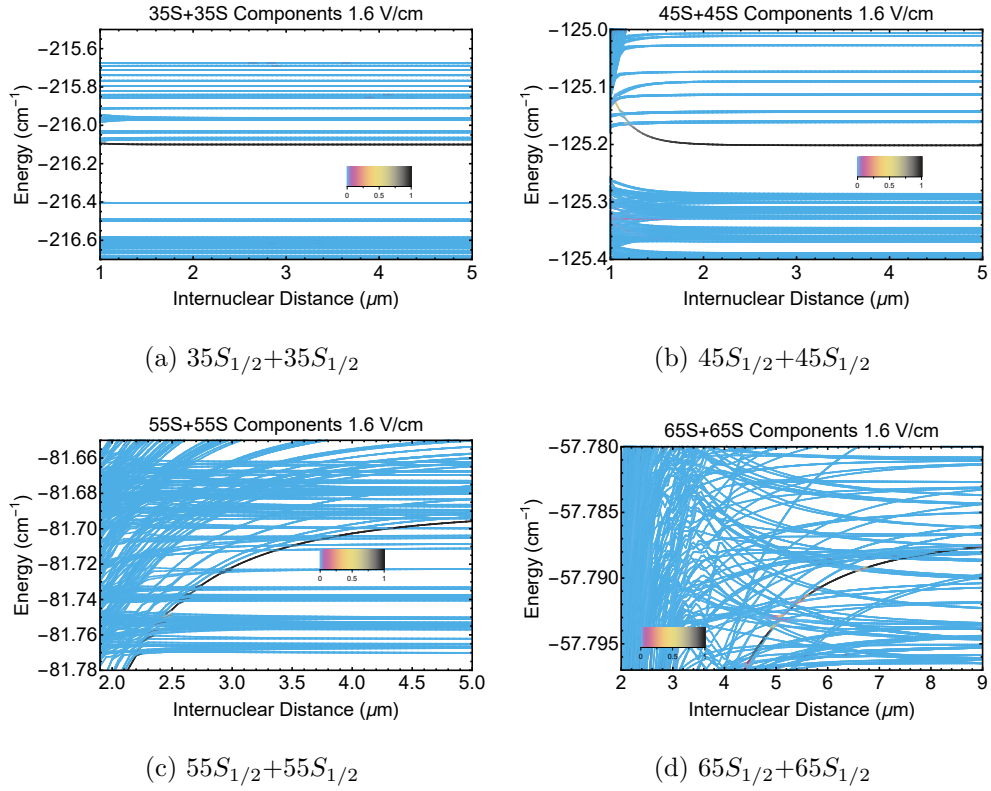 35S+35S Components 1.6 V/cm
Energy (cm⁻¹)
−215.6
−215.8
−216.0
−216.2
−216.4
−216.6
0 0.5 1
1 2 3 4 5
Internuclear Distance (μm)
(a) 35S1/2+35S1/2
45S+45S Components 1.6 V/cm
Energy (cm⁻¹)
−125.0
−125.1
−125.2
−125.3
−125.4
0 0.5 1
1 2 3 4 5
Internuclear Distance (μm)
(b) 45S1/2+45S1/2
55S+55S Components 1.6 V/cm
Energy (cm⁻¹)
−81.66
−81.68
−81.70
−81.72
−81.74
−81.76
−81.78
0 0.5 1
2.0 2.5 3.0 3.5 4.0 4.5 5.0
Internuclear Distance (μm)
(c) 55S1/2+55S1/2
65S+65S Components 1.6 V/cm
Energy (cm⁻¹)
−57.780
−57.785
−57.790
−57.795
0 0.5 1
2 3 4 5 6 7 8 9
Internuclear Distance (μm)
(d) 65S1/2+65S1/2